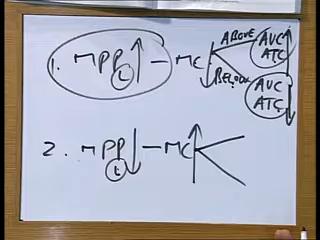 1. MPP t ↑ — MC ↓ ABOVE AVC ATC ↑
BELOW AVC ATC ↓
2. MPP t ↓ — MC ↑